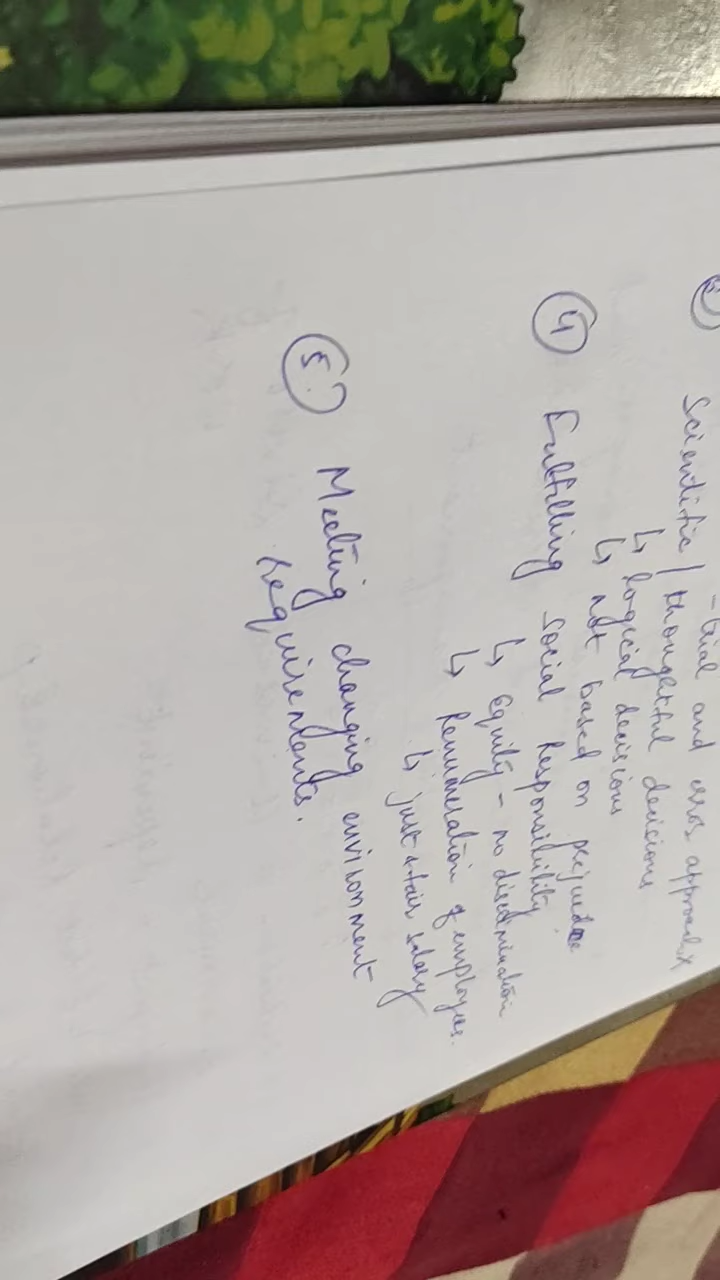 - trial and error approach x
③ Scientific / thoughtful decisions
↳ logical decisions
↳ not based on prejudice
④ Fulfilling Social Responsibility
↳ Equity - no discrimination
↳ Remuneration of employees.
↳ just & fair salary
⑤ Meeting changing environment
requirements.